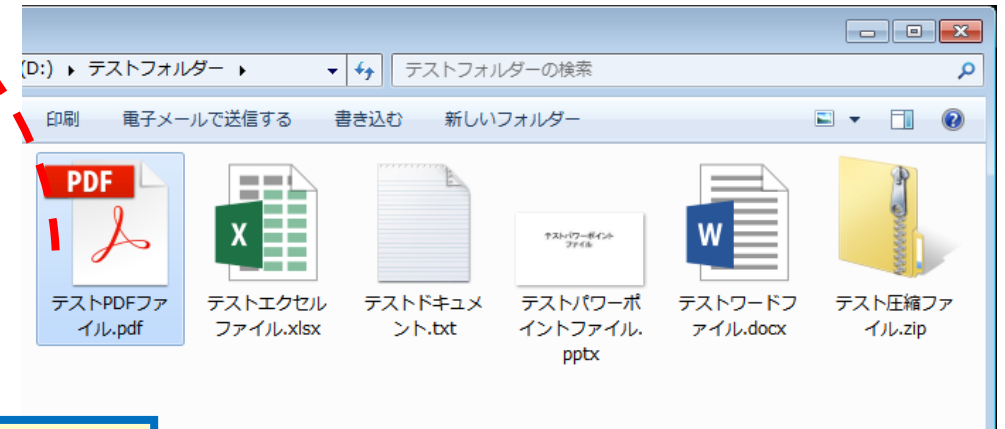 (D:) ▸ テストフォルダー ▸
テストフォルダーの検索
印刷 電子メールで送信する 書き込む 新しいフォルダー
PDF
X
テストパワーポイント
ファイル
W
テストPDFファ
イル.pdf
テストエクセル
ファイル.xlsx
テストドキュメ
ント.txt
テストパワーポ
イントファイル.
pptx
テストワードフ
ァイル.docx
テスト圧縮ファ
イル.zip